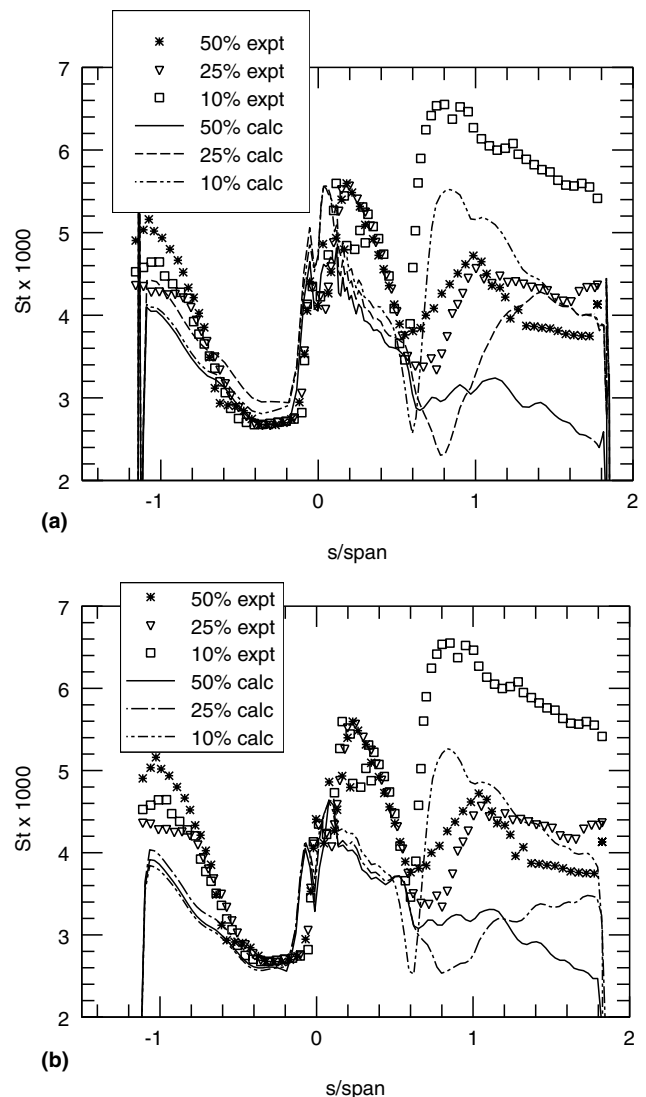 50% expt
25% expt
10% expt
50% calc
25% calc
10% calc
7
6
5
4
3
2
St x 1000
-1
0
1
2
(a)
s/span
50% expt
25% expt
10% expt
50% calc
25% calc
10% calc
7
6
5
4
3
2
St x 1000
-1
0
1
2
(b)
s/span